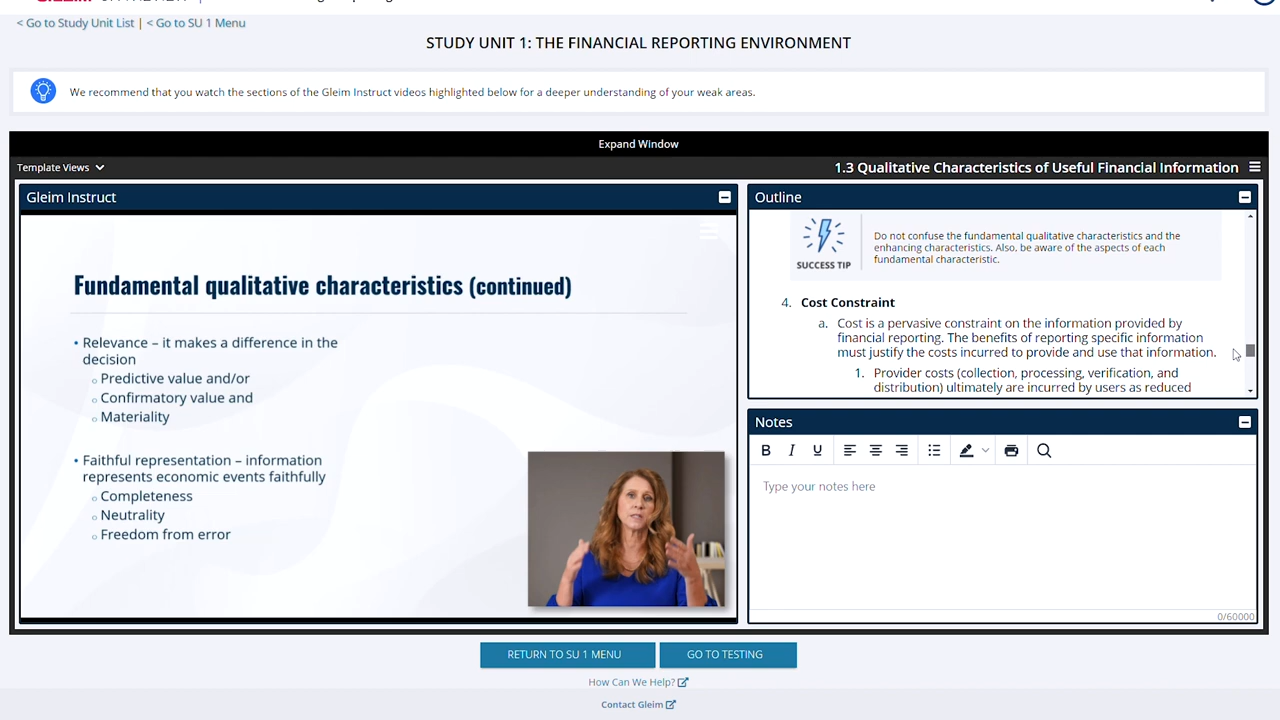 < Go to Study Unit List | < Go to SU 1 Menu
STUDY UNIT 1: THE FINANCIAL REPORTING ENVIRONMENT
We recommend that you watch the sections of the Gleim Instruct videos highlighted below for a deeper understanding of your weak areas.
Expand Window
Template Views
1.3 Qualitative Characteristics of Useful Financial Information
Gleim Instruct
Fundamental qualitative characteristics (continued)
• Relevance – it makes a difference in the
decision
o Predictive value and/or
o Confirmatory value and
o Materiality
• Faithful representation – information
represents economic events faithfully
o Completeness
o Neutrality
o Freedom from error
Outline
SUCCESS TIP
Do not confuse the fundamental qualitative characteristics and the
enhancing characteristics. Also, be aware of the aspects of each
fundamental characteristic.
4. Cost Constraint
a. Cost is a pervasive constraint on the information provided by
financial reporting. The benefits of reporting specific information
must justify the costs incurred to provide and use that information.
1. Provider costs (collection, processing, verification, and
distribution) ultimately are incurred by users as reduced
Notes
B I U
Type your notes here
0/60000
RETURN TO SU 1 MENU
GO TO TESTING
How Can We Help?
Contact Gleim